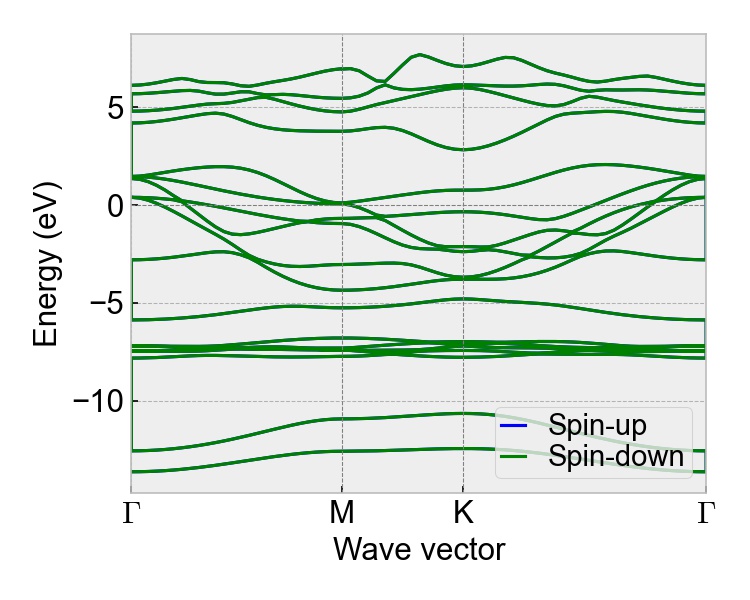 Energy (eV)
5
0
−5
−10
Spin-up
Spin-down
Γ M K Γ
Wave vector